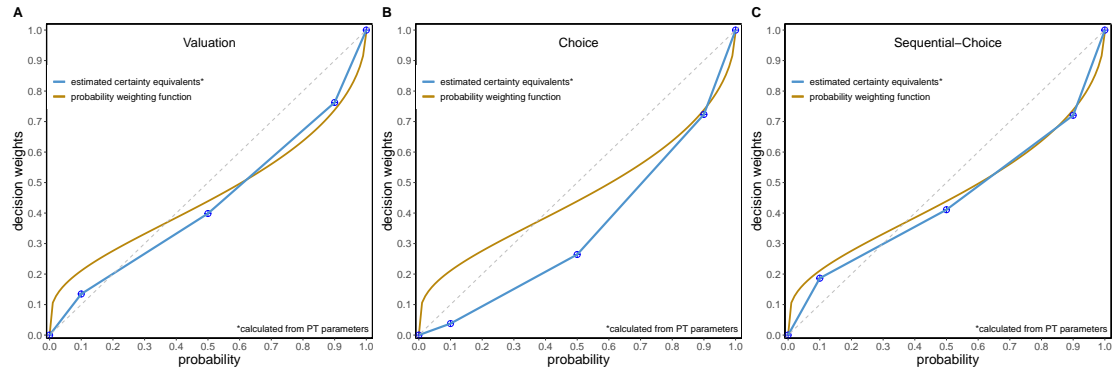 A
Valuation
estimated certainty equivalents*
probability weighting function
*calculated from PT parameters
decision weights
probability
0.0
0.1
0.2
0.3
0.4
0.5
0.6
0.7
0.8
0.9
1.0
0.0 0.1 0.2 0.3 0.4 0.5 0.6 0.7 0.8 0.9 1.0
B
Choice
estimated certainty equivalents*
probability weighting function
*calculated from PT parameters
decision weights
probability
0.0
0.1
0.2
0.3
0.4
0.5
0.6
0.7
0.8
0.9
1.0
0.0 0.1 0.2 0.3 0.4 0.5 0.6 0.7 0.8 0.9 1.0
C
Sequential−Choice
estimated certainty equivalents*
probability weighting function
*calculated from PT parameters
decision weights
probability
0.0
0.1
0.2
0.3
0.4
0.5
0.6
0.7
0.8
0.9
1.0
0.0 0.1 0.2 0.3 0.4 0.5 0.6 0.7 0.8 0.9 1.0